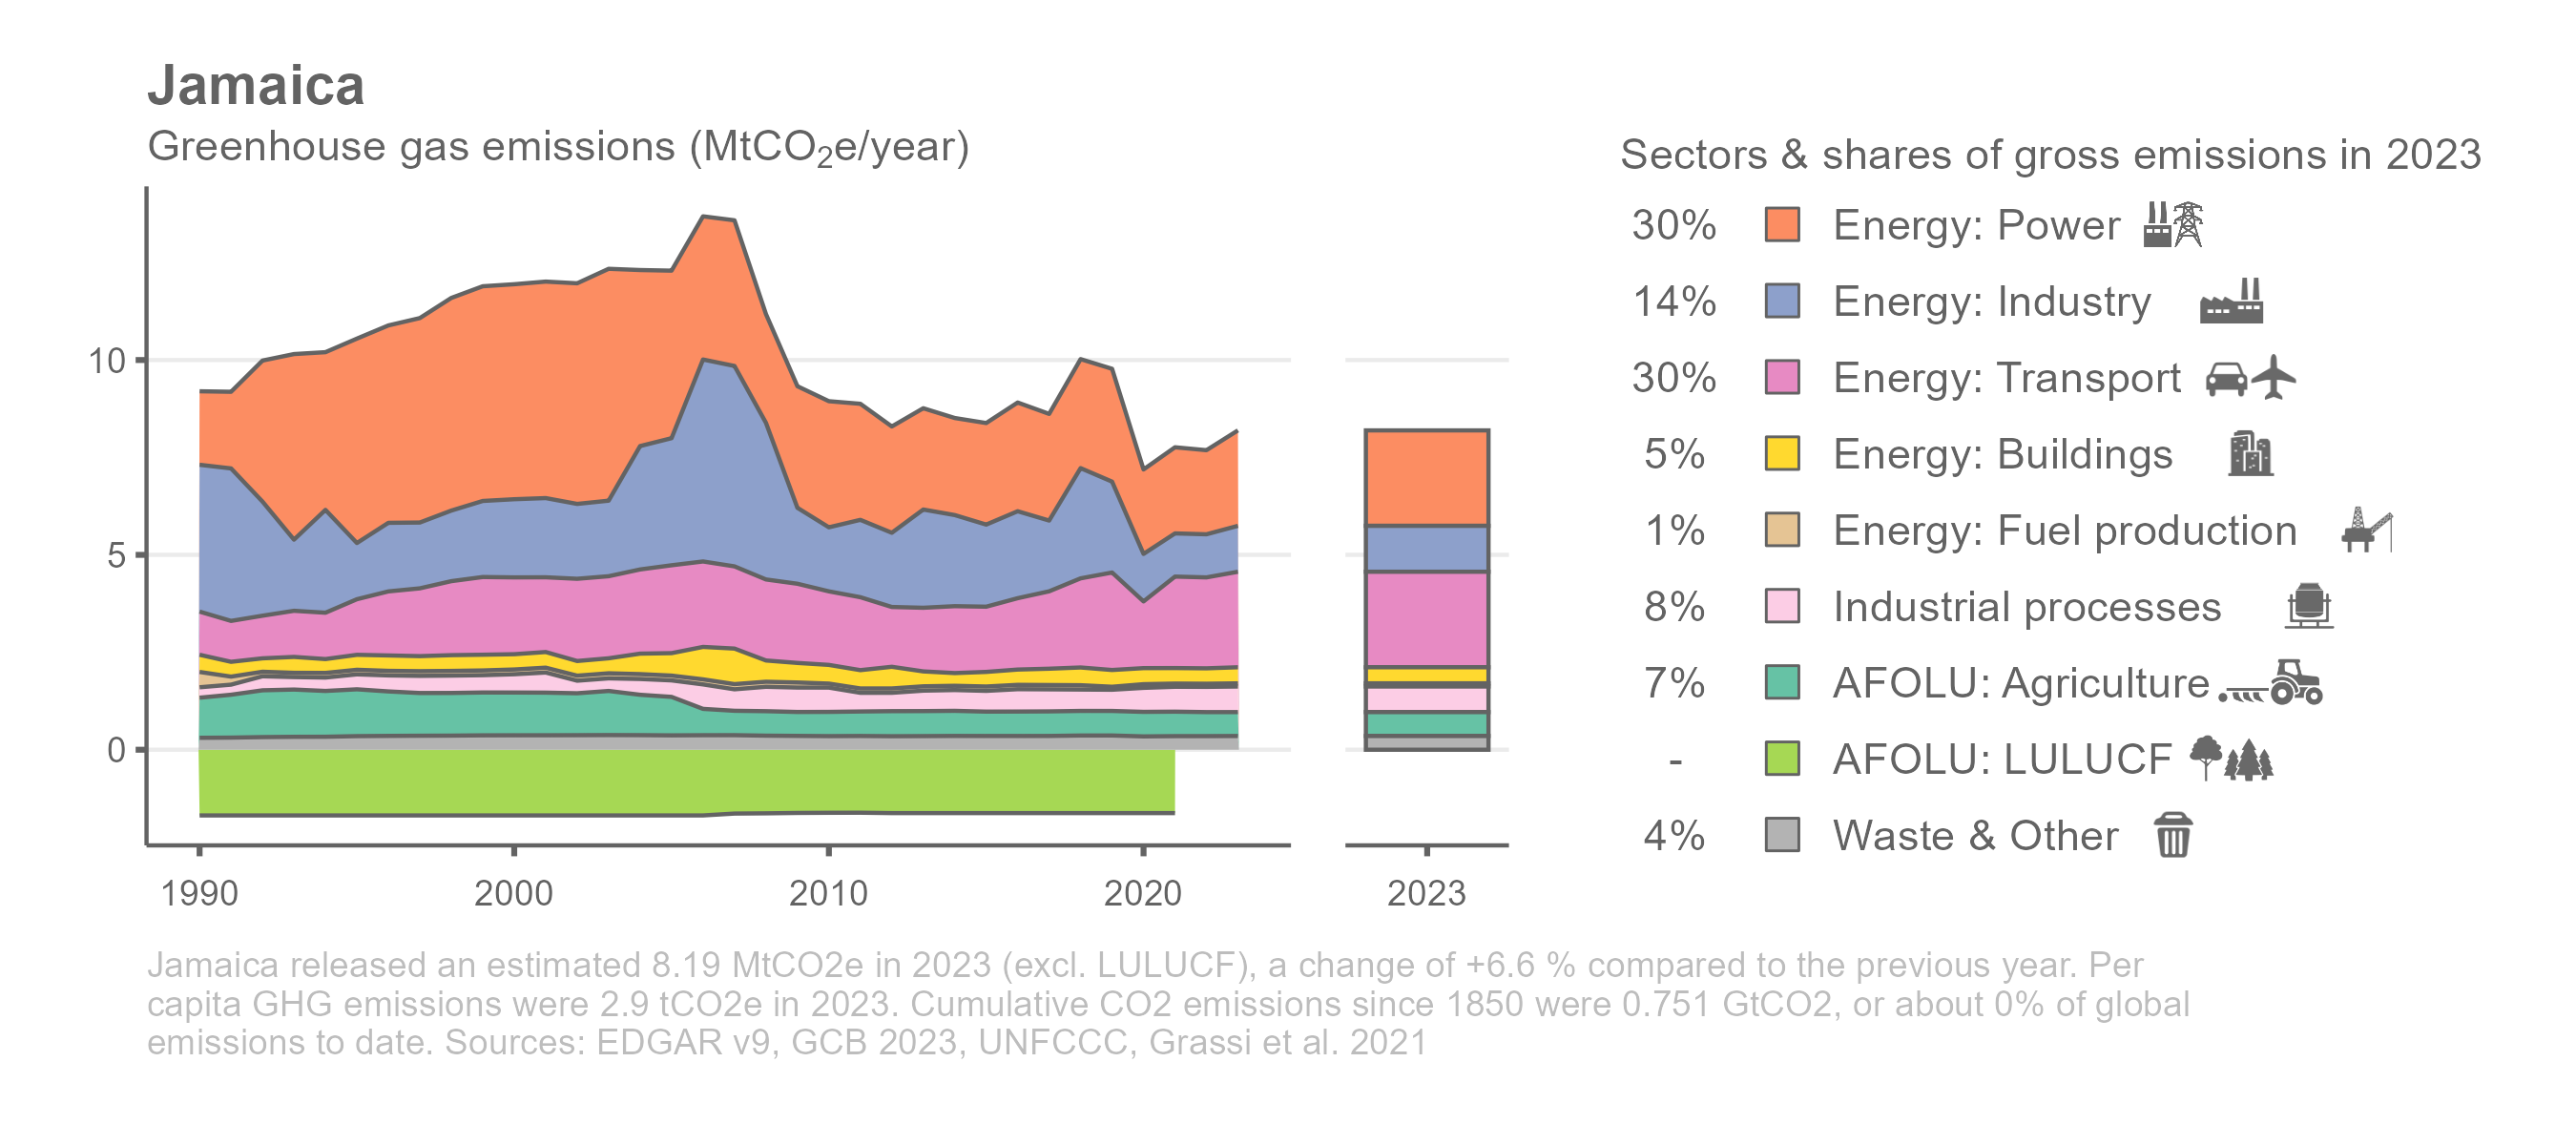 Jamaica
Greenhouse gas emissions (MtCO₂e/year)
10
5
0
1990 2000 2010 2020 2023
Sectors & shares of gross emissions in 2023
30% Energy: Power
14% Energy: Industry
30% Energy: Transport
5% Energy: Buildings
1% Energy: Fuel production
8% Industrial processes
7% AFOLU: Agriculture
- AFOLU: LULUCF
4% Waste & Other
Jamaica released an estimated 8.19 MtCO2e in 2023 (excl. LULUCF), a change of +6.6 % compared to the previous year. Per
capita GHG emissions were 2.9 tCO2e in 2023. Cumulative CO2 emissions since 1850 were 0.751 GtCO2, or about 0% of global
emissions to date. Sources: EDGAR v9, GCB 2023, UNFCCC, Grassi et al. 2021